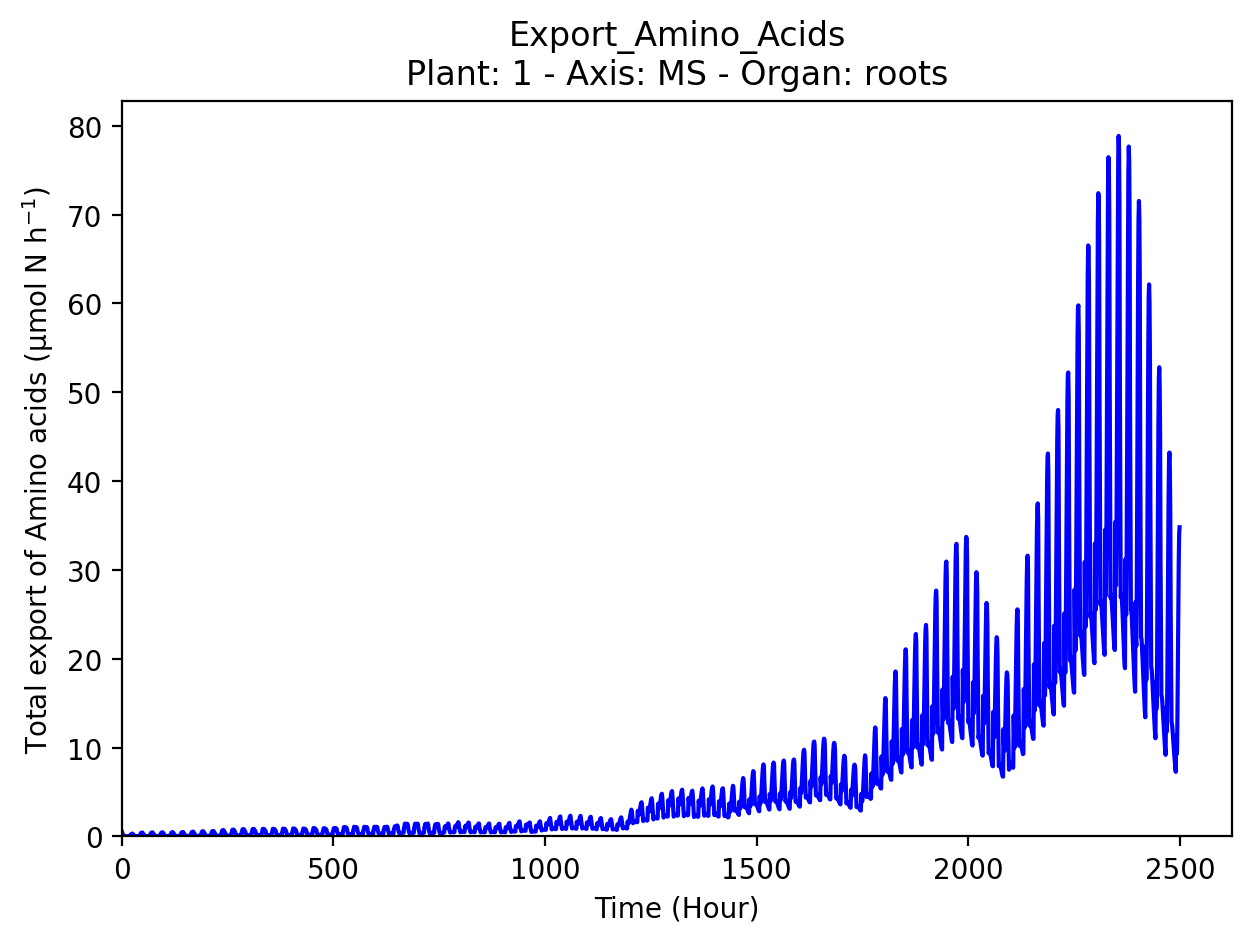 Export_Amino_Acids
Plant: 1 - Axis: MS - Organ: roots
Total export of Amino acids (µmol N h⁻¹)
80
70
60
50
40
30
20
10
0
0 500 1000 1500 2000 2500
Time (Hour)